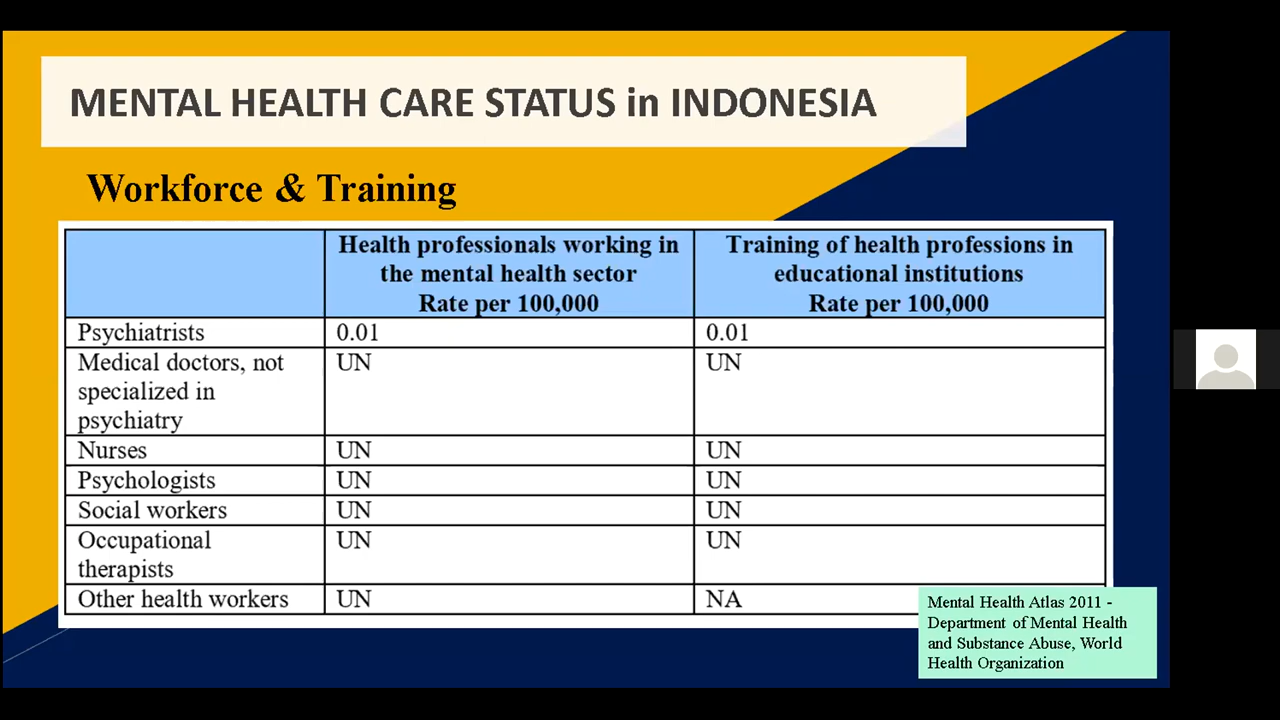 MENTAL HEALTH CARE STATUS in INDONESIA
Workforce & Training
Health professionals working in
the mental health sector
Rate per 100,000
Training of health professions in
educational institutions
Rate per 100,000
Psychiatrists 0.01 0.01
Medical doctors, not UN UN
specialized in
psychiatry
Nurses UN UN
Psychologists UN UN
Social workers UN UN
Occupational UN UN
therapists
Other health workers UN NA
Mental Health Atlas 2011 -
Department of Mental Health
and Substance Abuse, World
Health Organization